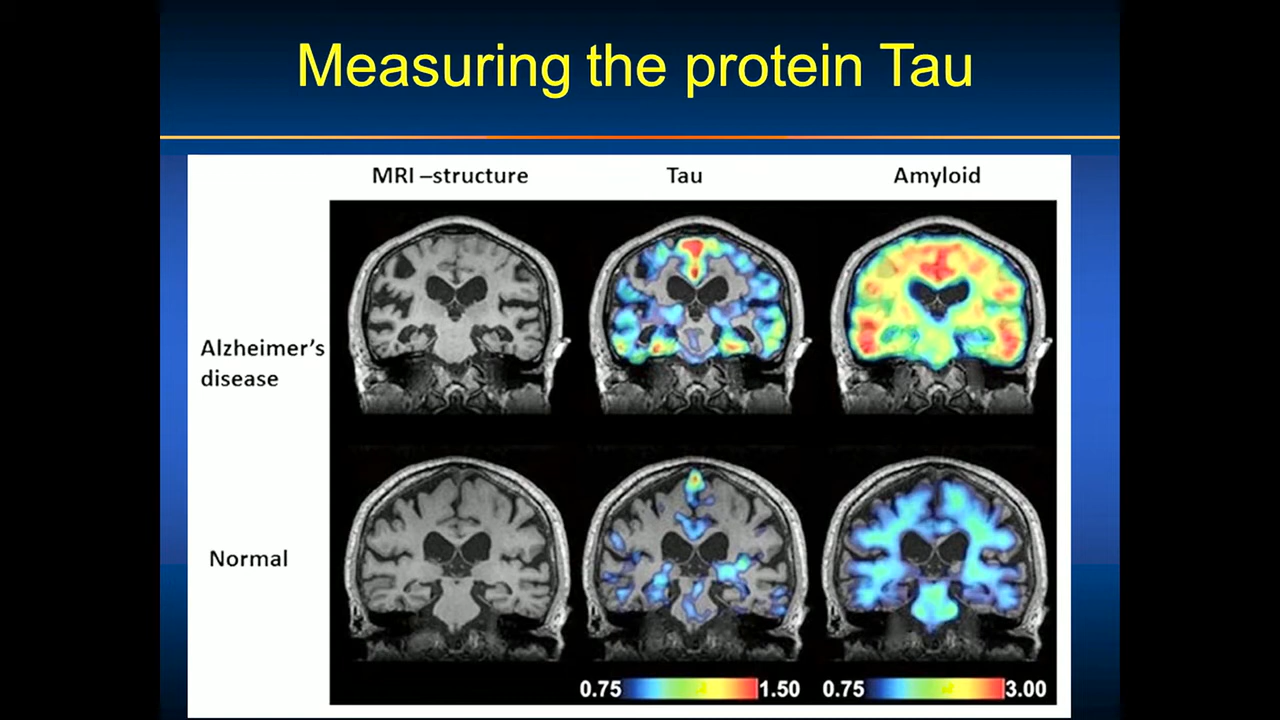 Measuring the protein Tau
MRI –structure
Tau
Amyloid
Alzheimer's
disease
Normal
0.75
1.50
0.75
3.00